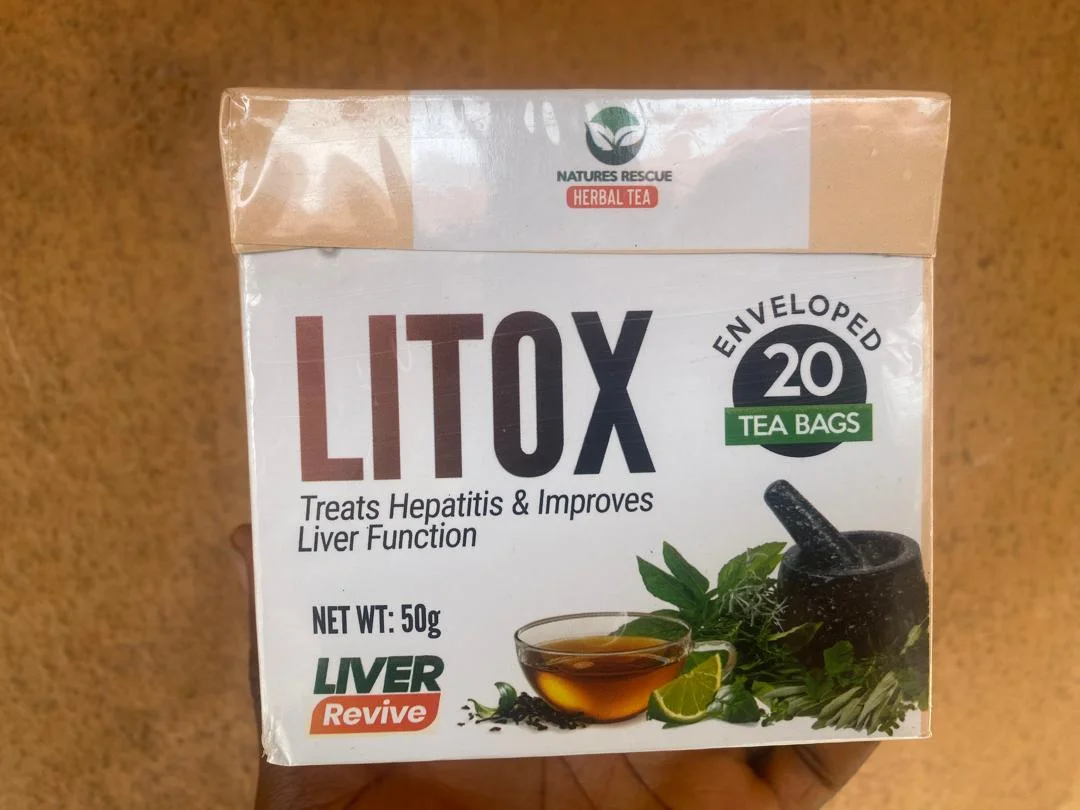 NATURES RESCUE
HERBAL TEA
LITOX
ENVELOPED
20
TEA BAGS
Treats Hepatitis & Improves
Liver Function
NET WT: 50g
LIVER
Revive